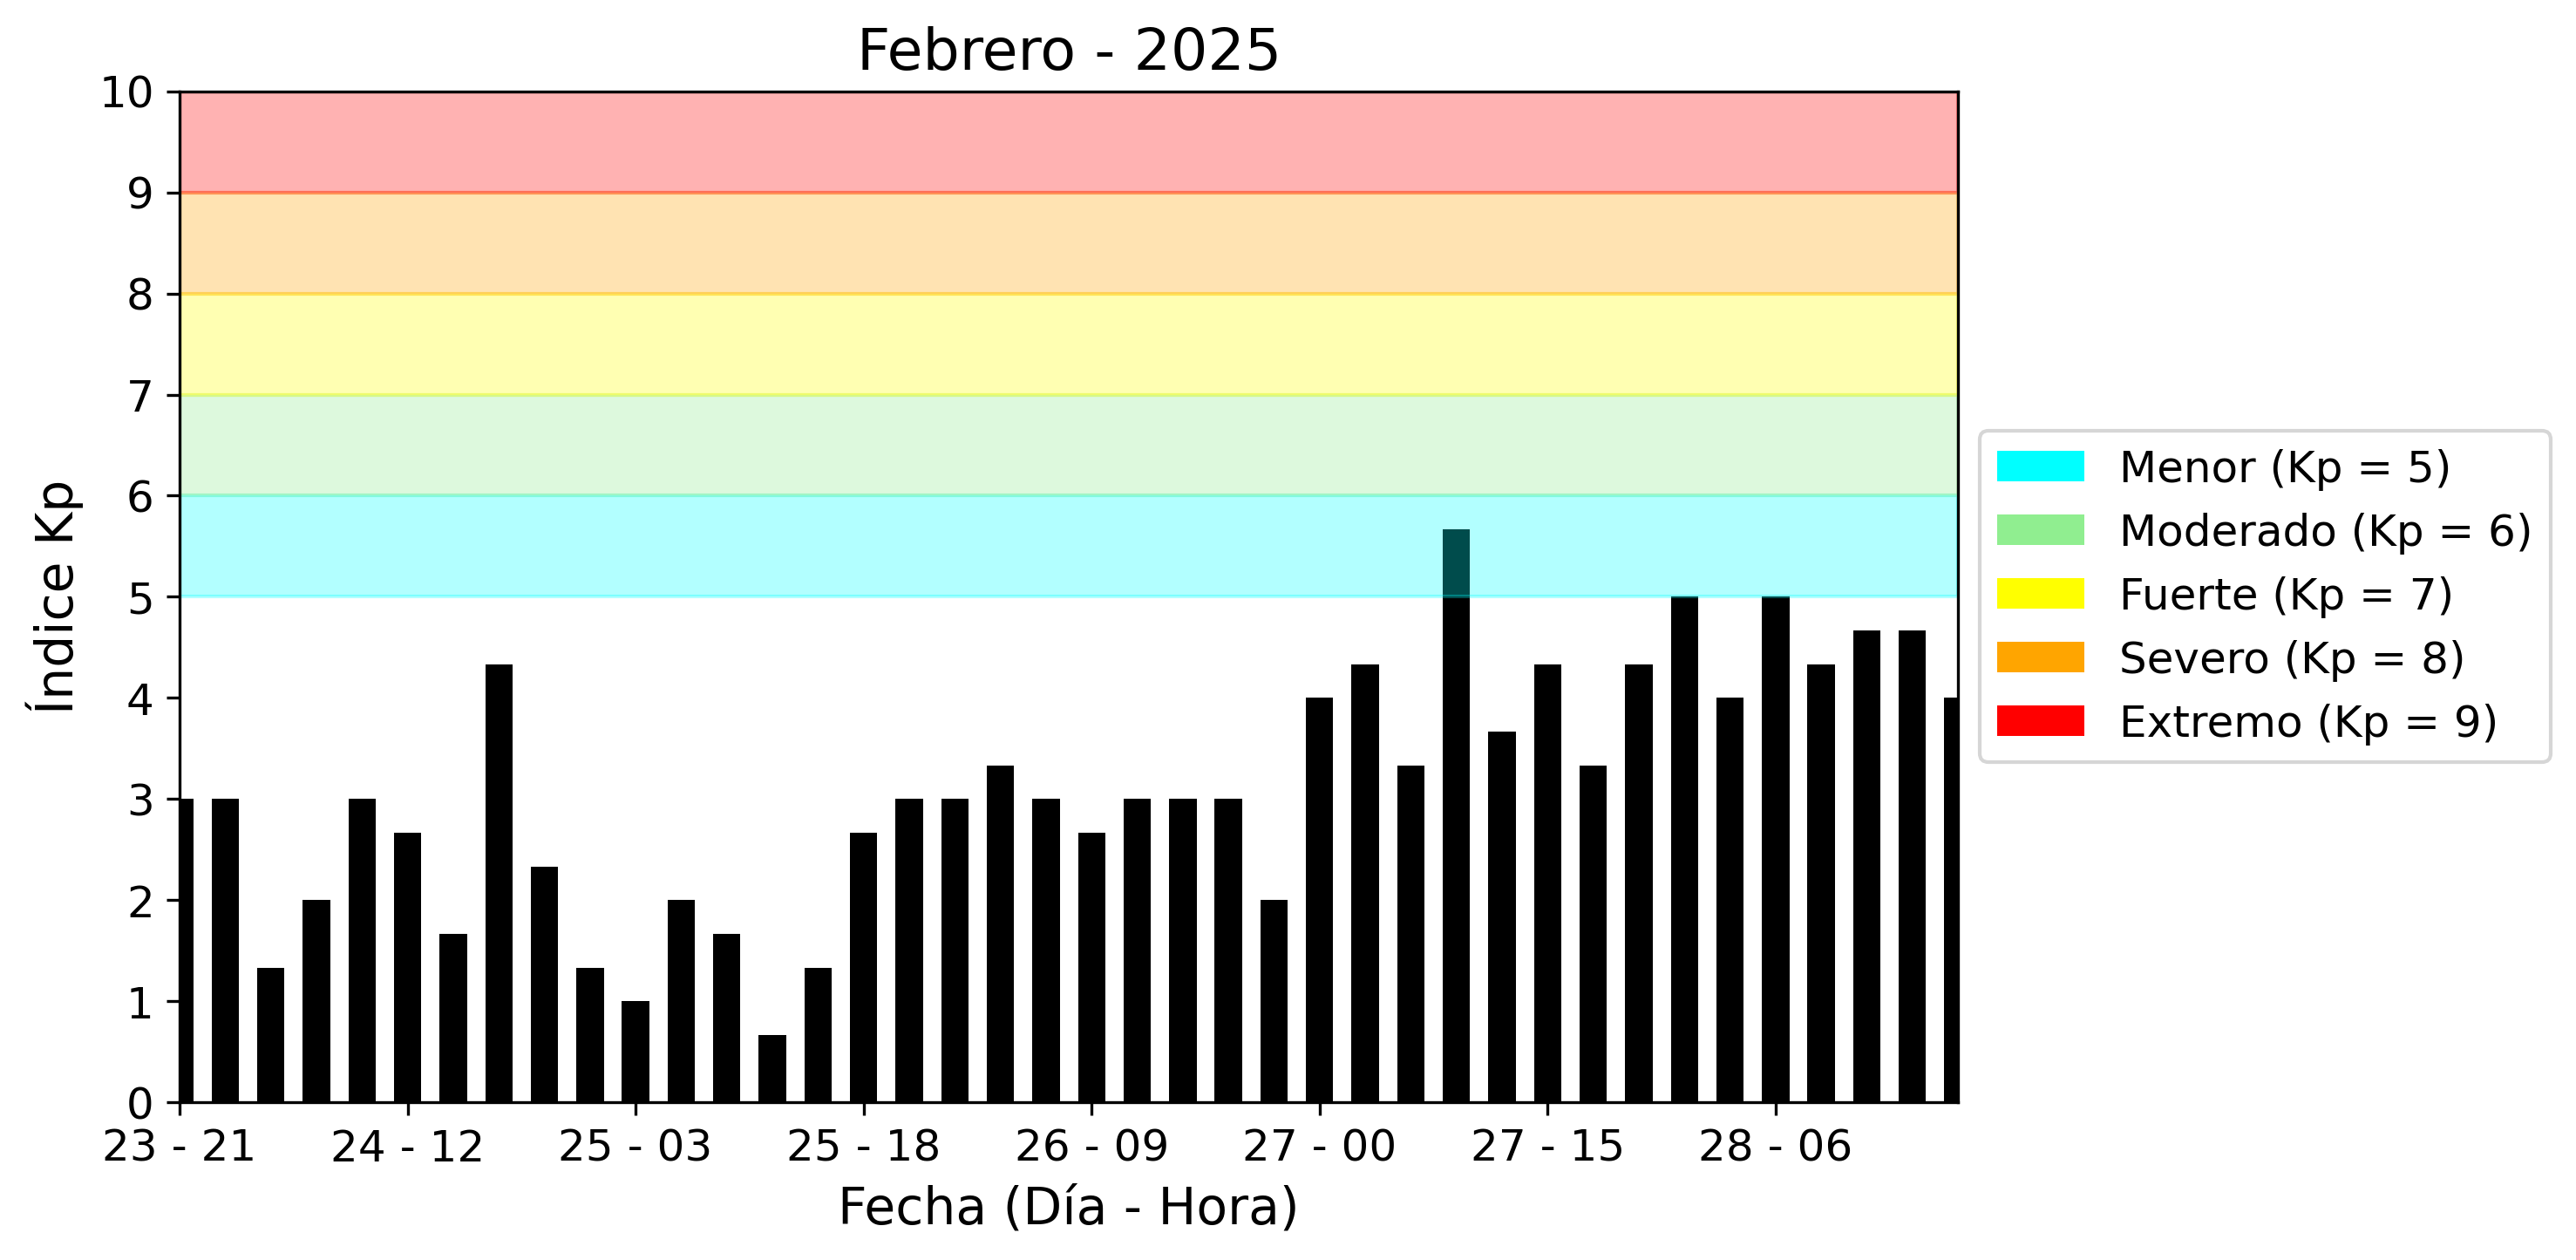 Febrero - 2025
10
9
8
7
6
5
4
3
2
1
0
Índice Kp
23 - 21
24 - 12
25 - 03
25 - 18
26 - 09
27 - 00
27 - 15
28 - 06
Fecha (Día - Hora)
Menor (Kp = 5)
Moderado (Kp = 6)
Fuerte (Kp = 7)
Severo (Kp = 8)
Extremo (Kp = 9)